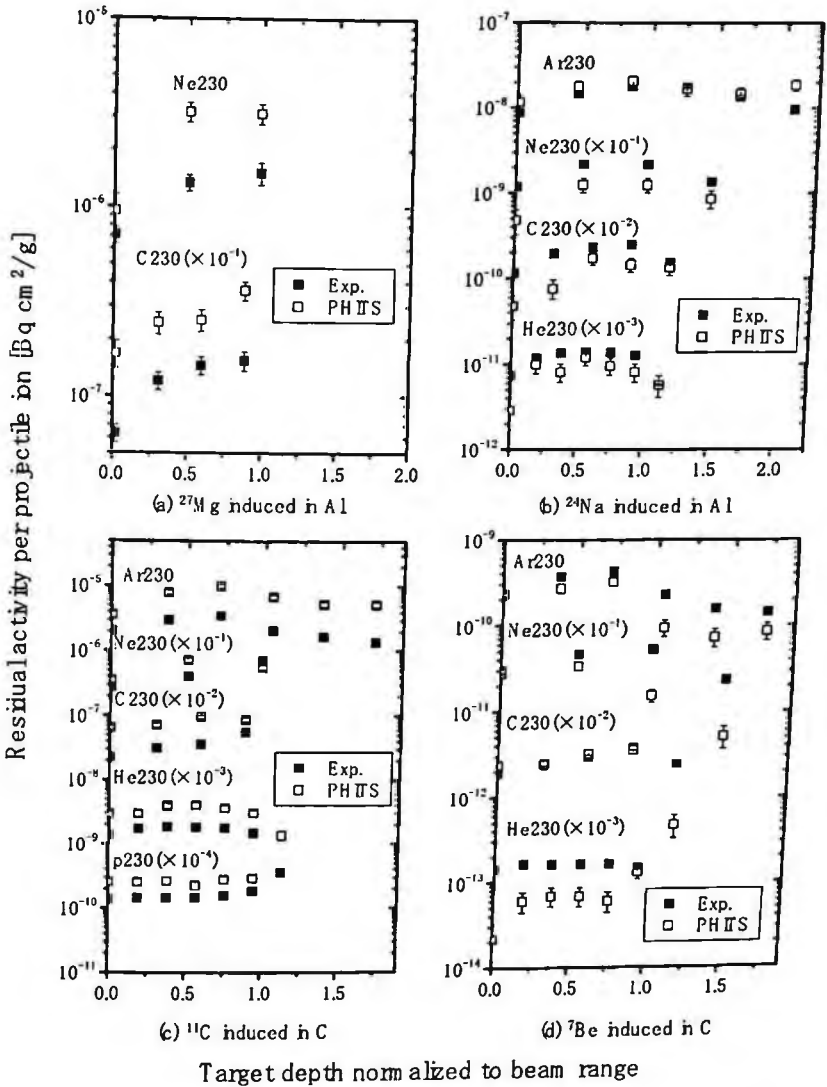 Residual activity per projectile ion [Bq cm²/g]
10⁻⁵
10⁻⁶
10⁻⁷
Ne230
C230(×10⁻¹)
Exp.
PHITS
0.0 0.5 1.0 1.5 2.0
(a) ²⁷Mg induced in Al
10⁻⁷
10⁻⁸
10⁻⁹
10⁻¹⁰
10⁻¹¹
10⁻¹²
Ar230
Ne230(×10⁻¹)
C230(×10⁻²)
He230(×10⁻³)
Exp.
PHITS
0.0 0.5 1.0 1.5 2.0
(b) ²⁴Na induced in Al
10⁻⁵
10⁻⁶
10⁻⁷
10⁻⁸
10⁻⁹
10⁻¹⁰
10⁻¹¹
Ar230
Ne230(×10⁻¹)
C230(×10⁻²)
He230(×10⁻³)
p230(×10⁻⁴)
Exp.
PHITS
0.0 0.5 1.0 1.5
(c) ¹¹C induced in C
10⁻⁹
10⁻¹⁰
10⁻¹¹
10⁻¹²
10⁻¹³
10⁻¹⁴
Ar230
Ne230(×10⁻¹)
C230(×10⁻²)
He230(×10⁻³)
Exp.
PHITS
0.0 0.5 1.0 1.5
(d) ⁷Be induced in C
Target depth normalized to beam range